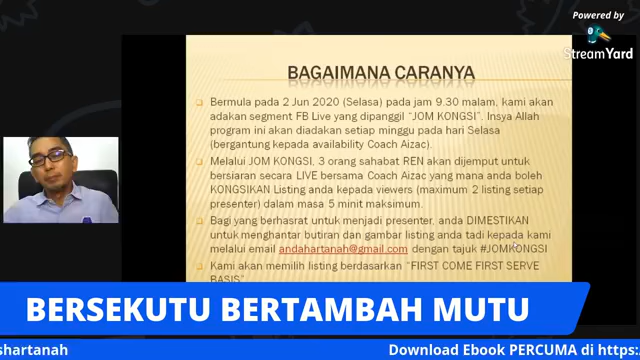 Powered by
StreamYard
BAGAIMANA CARANYA
Bermula pada 2 Jun 2020 (Selasa) pada jam 9.30 malam, kami akan
adakan segment FB Live yang dipanggil "JOM KONGSI". Insya Allah
program ini akan diadakan setiap minggu pada hari Selasa
(bergantung kepada availability Coach Aizac).
Melalui JOM KONGSI, 3 orang sahabat REN akan dijemput untuk
bersiaran secara LIVE bersama Coach Aizac yang mana anda boleh
KONGSIKAN Listing anda kepada viewers (maximum 2 listing setiap
presenter) dalam masa 5 minit maksimum.
Bagi yang berhasrat untuk menjadi presenter, anda DIMESTIKAN
untuk menghantar butiran dan gambar listing anda tadi kepada kami
melalui email andahartanah@gmail.com dengan tajuk #JOMKONGSI
Kami akan memilih listing berdasarkan "FIRST COME FIRST SERVE
BASIS"
BERSEKUTU BERTAMBAH MUTU
shartanah Download Ebook PERCUMA di https: